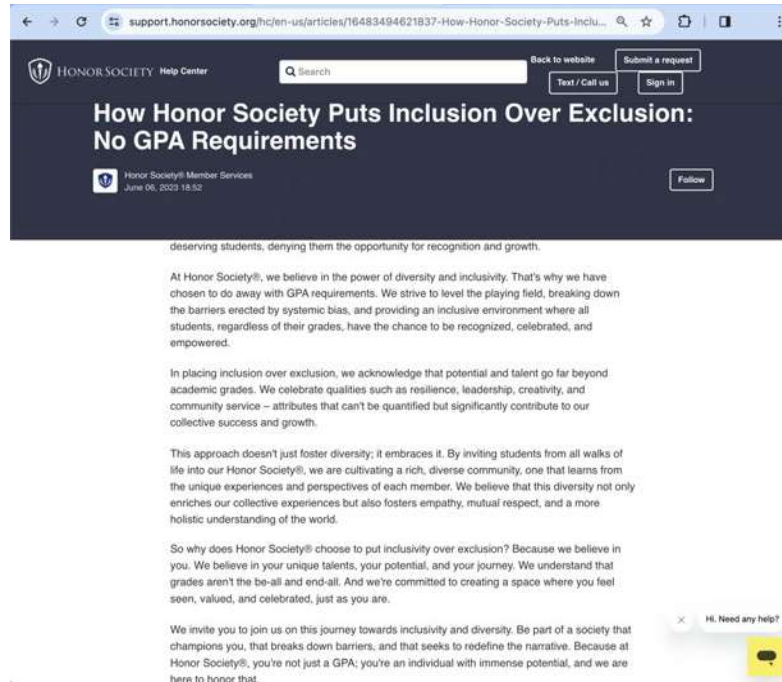 support.honorsociety.org/hc/en-us/articles/16483494621837-How-Honor-Society-Puts-Inclu...
HONOR SOCIETY Help Center
Search
Back to website
Submit a request
Text / Call us
Sign in
How Honor Society Puts Inclusion Over Exclusion:
No GPA Requirements
Honor Society® Member Services
June 06, 2023 18:52
Follow
deserving students, denying them the opportunity for recognition and growth.
At Honor Society®, we believe in the power of diversity and inclusivity. That's why we have
chosen to do away with GPA requirements. We strive to level the playing field, breaking down
the barriers erected by systemic bias, and providing an inclusive environment where all
students, regardless of their grades, have the chance to be recognized, celebrated, and
empowered.
In placing inclusion over exclusion, we acknowledge that potential and talent go far beyond
academic grades. We celebrate qualities such as resilience, leadership, creativity, and
community service – attributes that can't be quantified but significantly contribute to our
collective success and growth.
This approach doesn't just foster diversity; it embraces it. By inviting students from all walks of
life into our Honor Society®, we are cultivating a rich, diverse community, one that learns from
the unique experiences and perspectives of each member. We believe that this diversity not only
enriches our collective experiences but also fosters empathy, mutual respect, and a more
holistic understanding of the world.
So why does Honor Society® choose to put inclusivity over exclusion? Because we believe in
you. We believe in your unique talents, your potential, and your journey. We understand that
grades aren't the be-all and end-all. And we're committed to creating a space where you feel
seen, valued, and celebrated, just as you are.
We invite you to join us on this journey towards inclusivity and diversity. Be part of a society that
champions you, that breaks down barriers, and that seeks to redefine the narrative. Because at
Honor Society®, you're not just a GPA; you're an individual with immense potential, and we are
here to honor that.
Hi. Need any help?